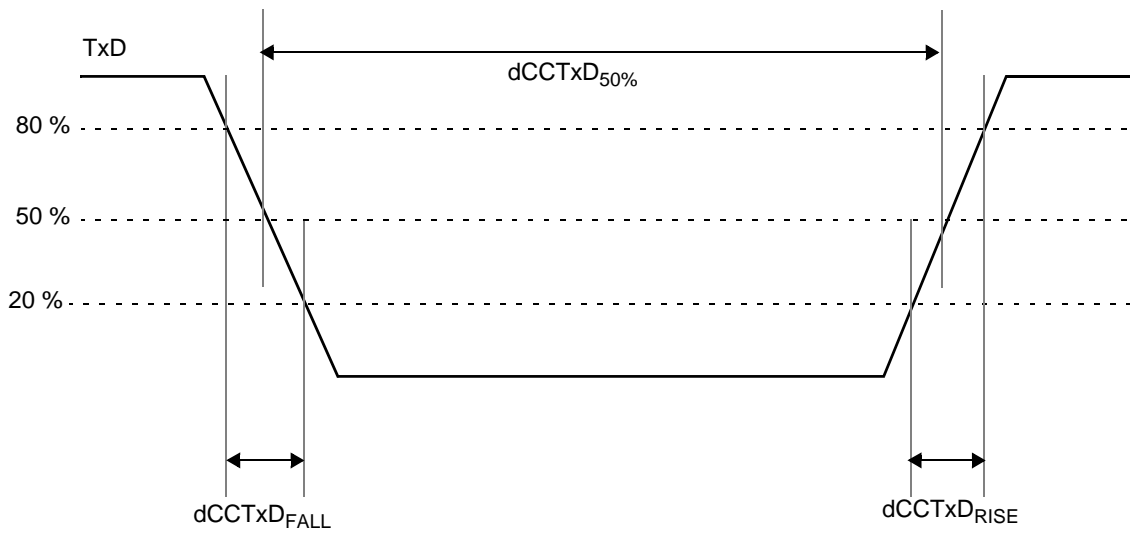 TxD
dCCTxD50%
80 %
50 %
20 %
dCCTxDFALL
dCCTxDRISE